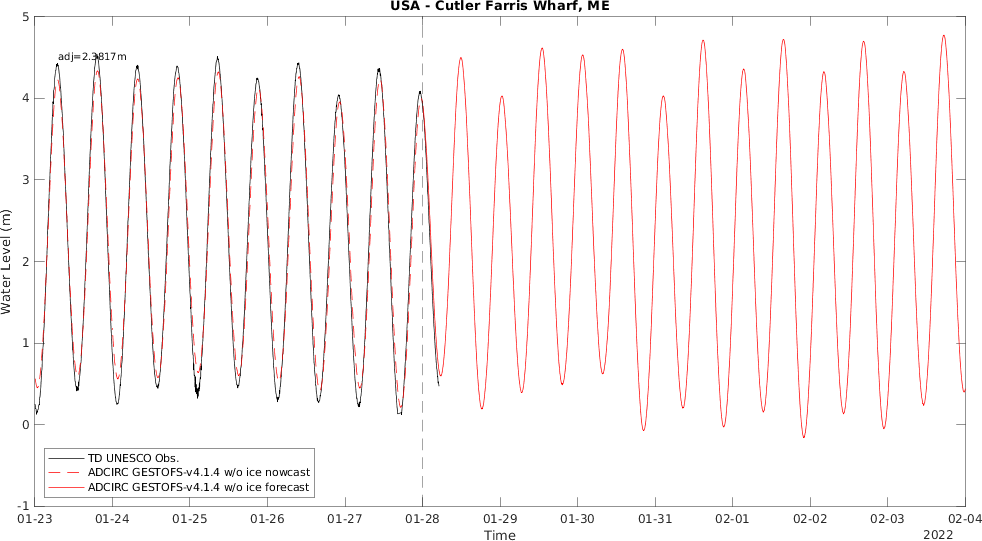 USA - Cutler Farris Wharf, ME
5
adj=2.3817m
4
3
2
1
0
-1
Water Level (m)
TD UNESCO Obs.
ADCIRC GESTOFS-v4.1.4 w/o ice nowcast
ADCIRC GESTOFS-v4.1.4 w/o ice forecast
01-23 01-24 01-25 01-26 01-27 01-28 01-29 01-30 01-31 02-01 02-02 02-03 02-04
Time
2022